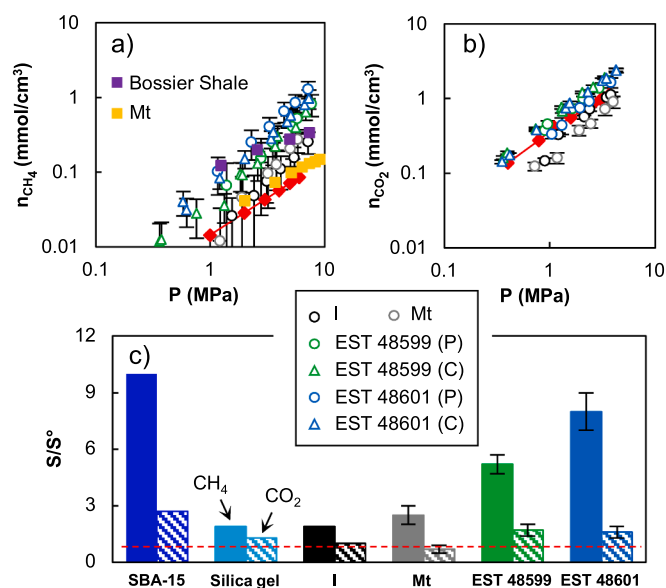 a)
b)
n_CH₄ (mmol/cm³)
10
1
0.1
0.01
Bossier Shale
Mt
0.1
1
10
P (MPa)
n_CO₂ (mmol/cm³)
10
1
0.1
0.01
0.1
1
10
P (MPa)
I
Mt
EST 48599 (P)
EST 48599 (C)
EST 48601 (P)
EST 48601 (C)
c)
S/S°
12
9
6
3
0
CH₄
CO₂
SBA-15
Silica gel
I
Mt
EST 48599
EST 48601